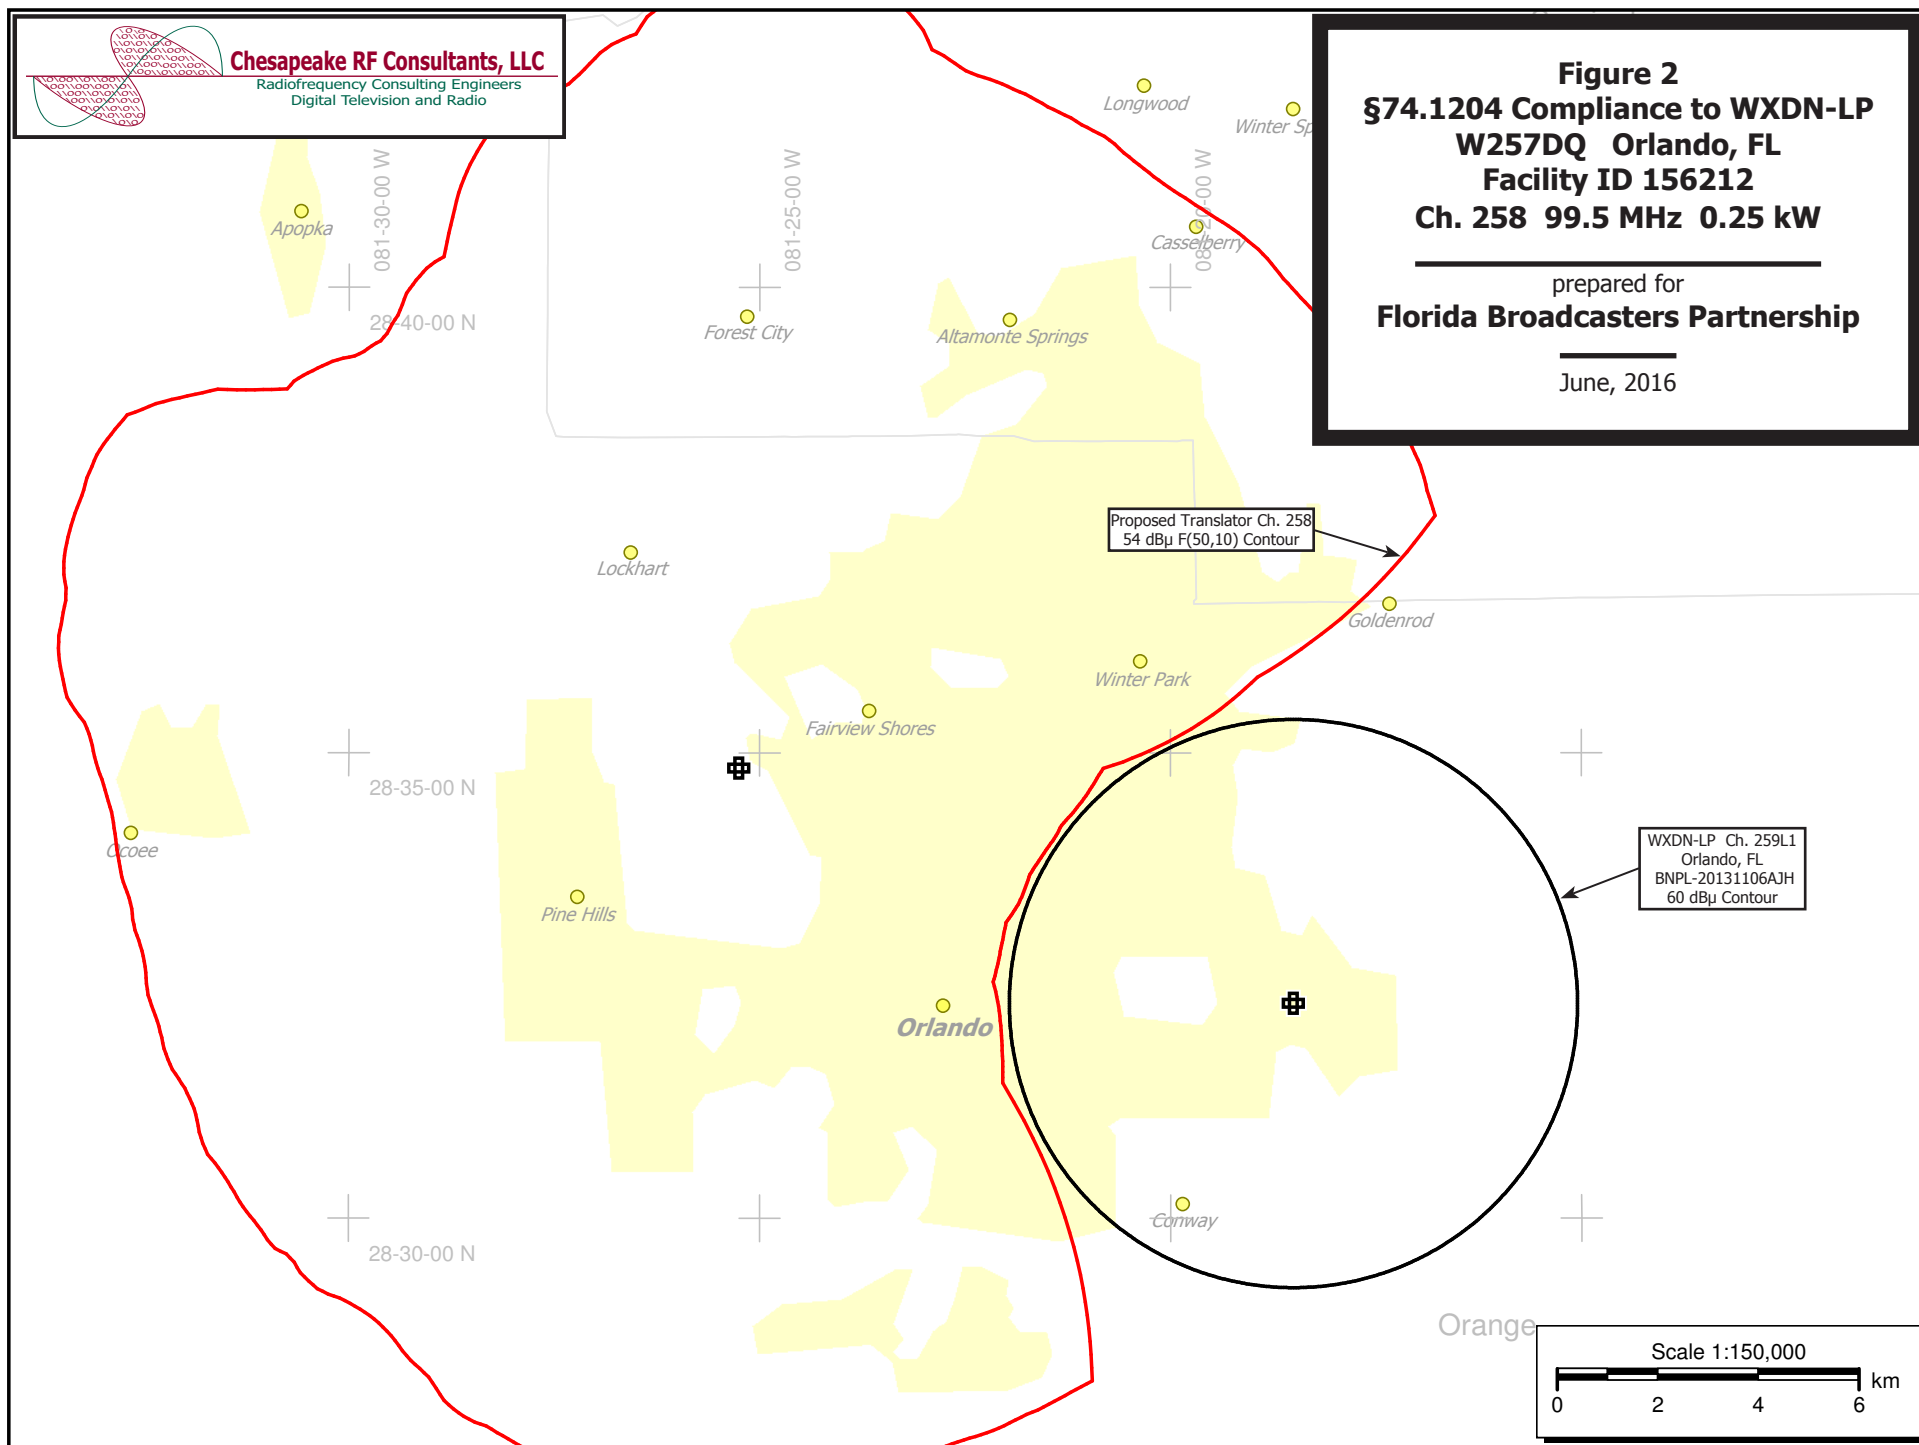 Chesapeake RF Consultants, LLC
Radiofrequency Consulting Engineers
Digital Television and Radio
Figure 2
§74.1204 Compliance to WXDN-LP
W257DQ Orlando, FL
Facility ID 156212
Ch. 258 99.5 MHz 0.25 kW
prepared for
Florida Broadcasters Partnership
June, 2016
Longwood
Winter Sp
081-30-00 W
081-25-00 W
081-20-00 W
Apopka
Casselberry
28-40-00 N
Forest City
Altamonte Springs
Proposed Translator Ch. 258
54 dBµ F(50,10) Contour
Lockhart
Goldenrod
Winter Park
Fairview Shores
28-35-00 N
Ocoee
WXDN-LP Ch. 259L1
Orlando, FL
BNPL-20131106AJH
60 dBµ Contour
Pine Hills
Orlando
Conway
28-30-00 N
Orange
Scale 1:150,000
km
0 2 4 6